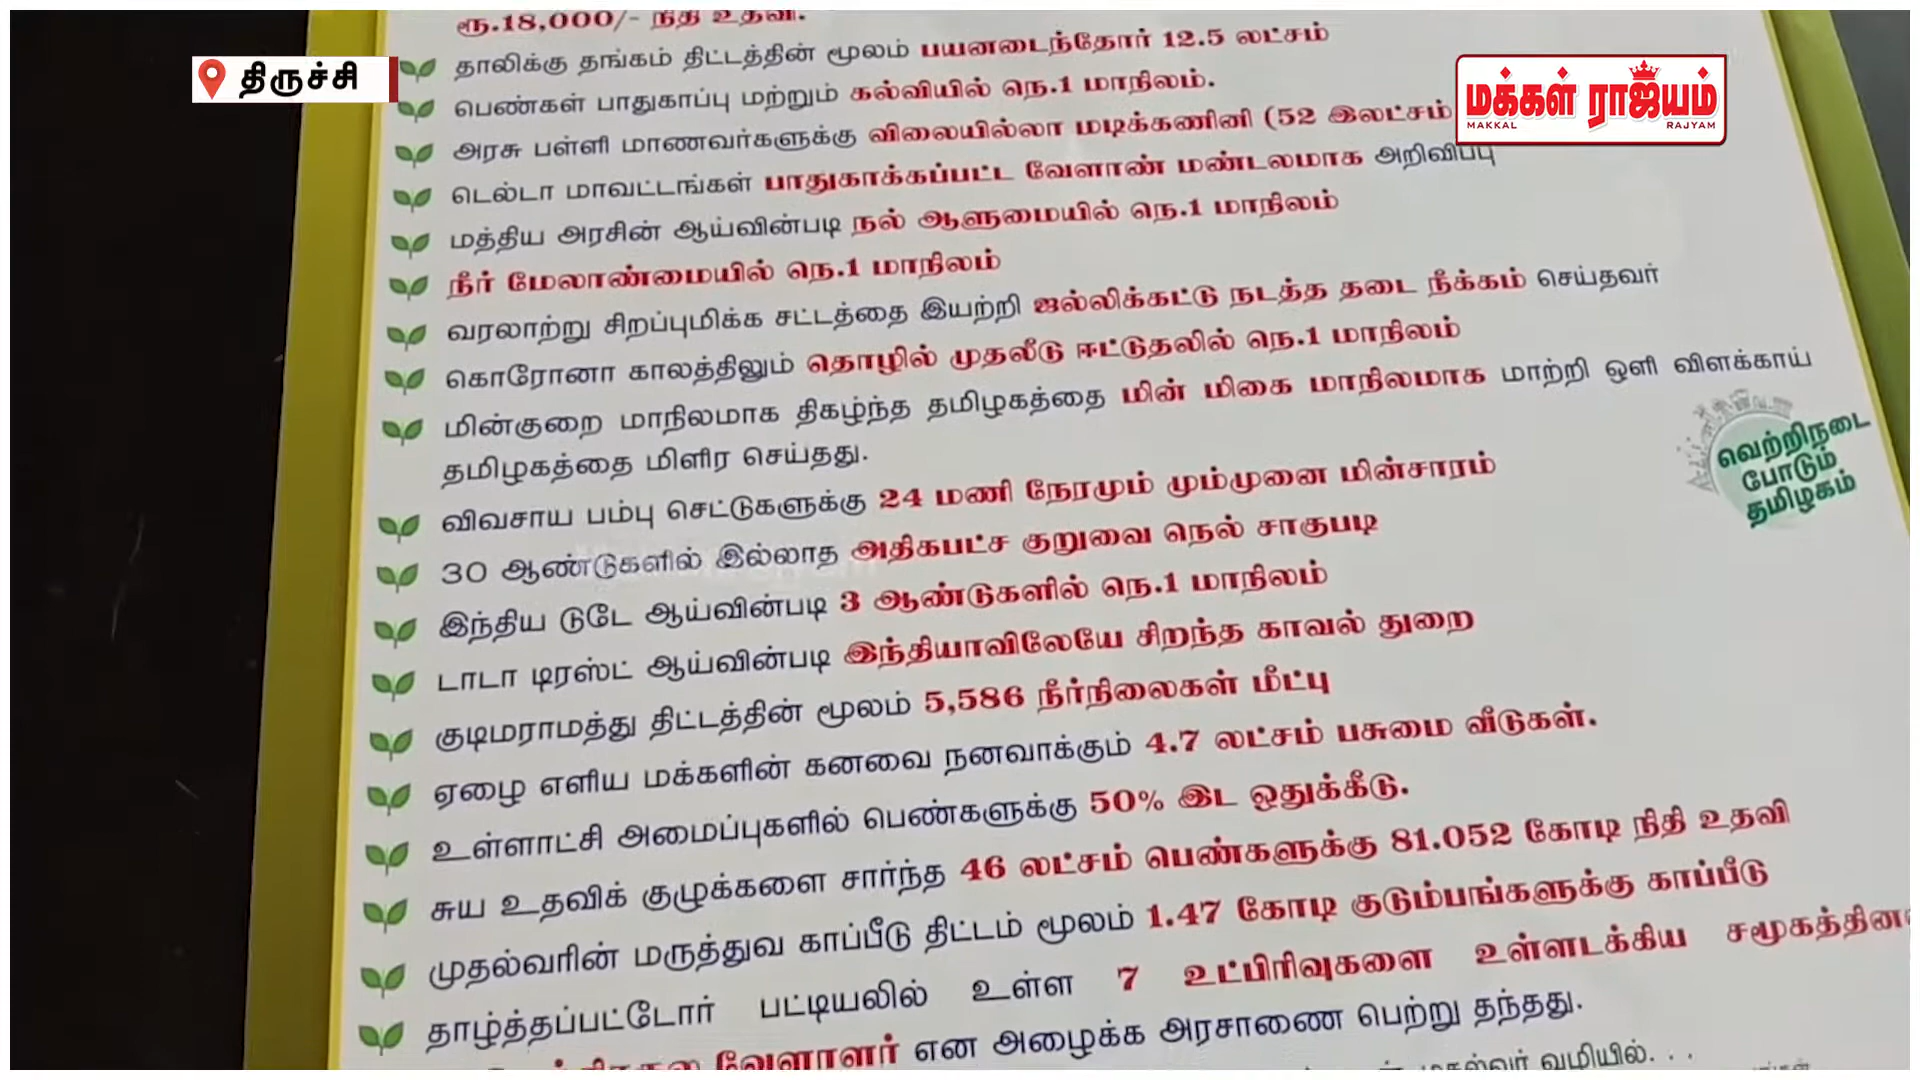 ரூ.18,000/- நிதி உதவி.
திருச்சி
மக்கள் ராஜ்யம்
MAKKAL RAJYAM
தாலிக்கு தங்கம் திட்டத்தின் மூலம் பயனடைந்தோர் 12.5 லட்சம்
பெண்கள் பாதுகாப்பு மற்றும் கல்வியில் நெ.1 மாநிலம்.
அரசு பள்ளி மாணவர்களுக்கு விலையில்லா மடிக்கணினி (52 இலட்சம்
டெல்டா மாவட்டங்கள் பாதுகாக்கப்பட்ட வேளாண் மண்டலமாக அறிவிப்பு
மத்திய அரசின் ஆய்வின்படி நல் ஆளுமையில் நெ.1 மாநிலம்
நீர் மேலாண்மையில் நெ.1 மாநிலம்
வரலாற்று சிறப்புமிக்க சட்டத்தை இயற்றி ஜல்லிக்கட்டு நடத்த தடை நீக்கம் செய்தவர்
கொரோனா காலத்திலும் தொழில் முதலீடு ஈட்டுதலில் நெ.1 மாநிலம்
மின்குறை மாநிலமாக திகழ்ந்த தமிழகத்தை மின் மிகை மாநிலமாக மாற்றி ஒளி விளக்காய்
தமிழகத்தை மிளிர செய்தது.
வெற்றிநடை
போடும்
தமிழகம்
விவசாய பம்பு செட்டுகளுக்கு 24 மணி நேரமும் மும்முனை மின்சாரம்
30 ஆண்டுகளில் இல்லாத அதிகபட்ச குறுவை நெல் சாகுபடி
இந்திய டுடே ஆய்வின்படி 3 ஆண்டுகளில் நெ.1 மாநிலம்
டாடா டிரஸ்ட் ஆய்வின்படி இந்தியாவிலேயே சிறந்த காவல் துறை
குடிமராமத்து திட்டத்தின் மூலம் 5,586 நீர்நிலைகள் மீட்பு
ஏழை எளிய மக்களின் கனவை நனவாக்கும் 4.7 லட்சம் பசுமை வீடுகள்.
உள்ளாட்சி அமைப்புகளில் பெண்களுக்கு 50% இட ஒதுக்கீடு.
சுய உதவிக் குழுக்களை சார்ந்த 46 லட்சம் பெண்களுக்கு 81.052 கோடி நிதி உதவி
முதல்வரின் மருத்துவ காப்பீடு திட்டம் மூலம் 1.47 கோடி குடும்பங்களுக்கு காப்பீடு
தாழ்த்தப்பட்டோர் பட்டியலில் உள்ள 7 உட்பிரிவுகளை உள்ளடக்கிய
வேளாளர் என அழைக்க அரசாணை பெற்று தந்தது.
வழியில்...